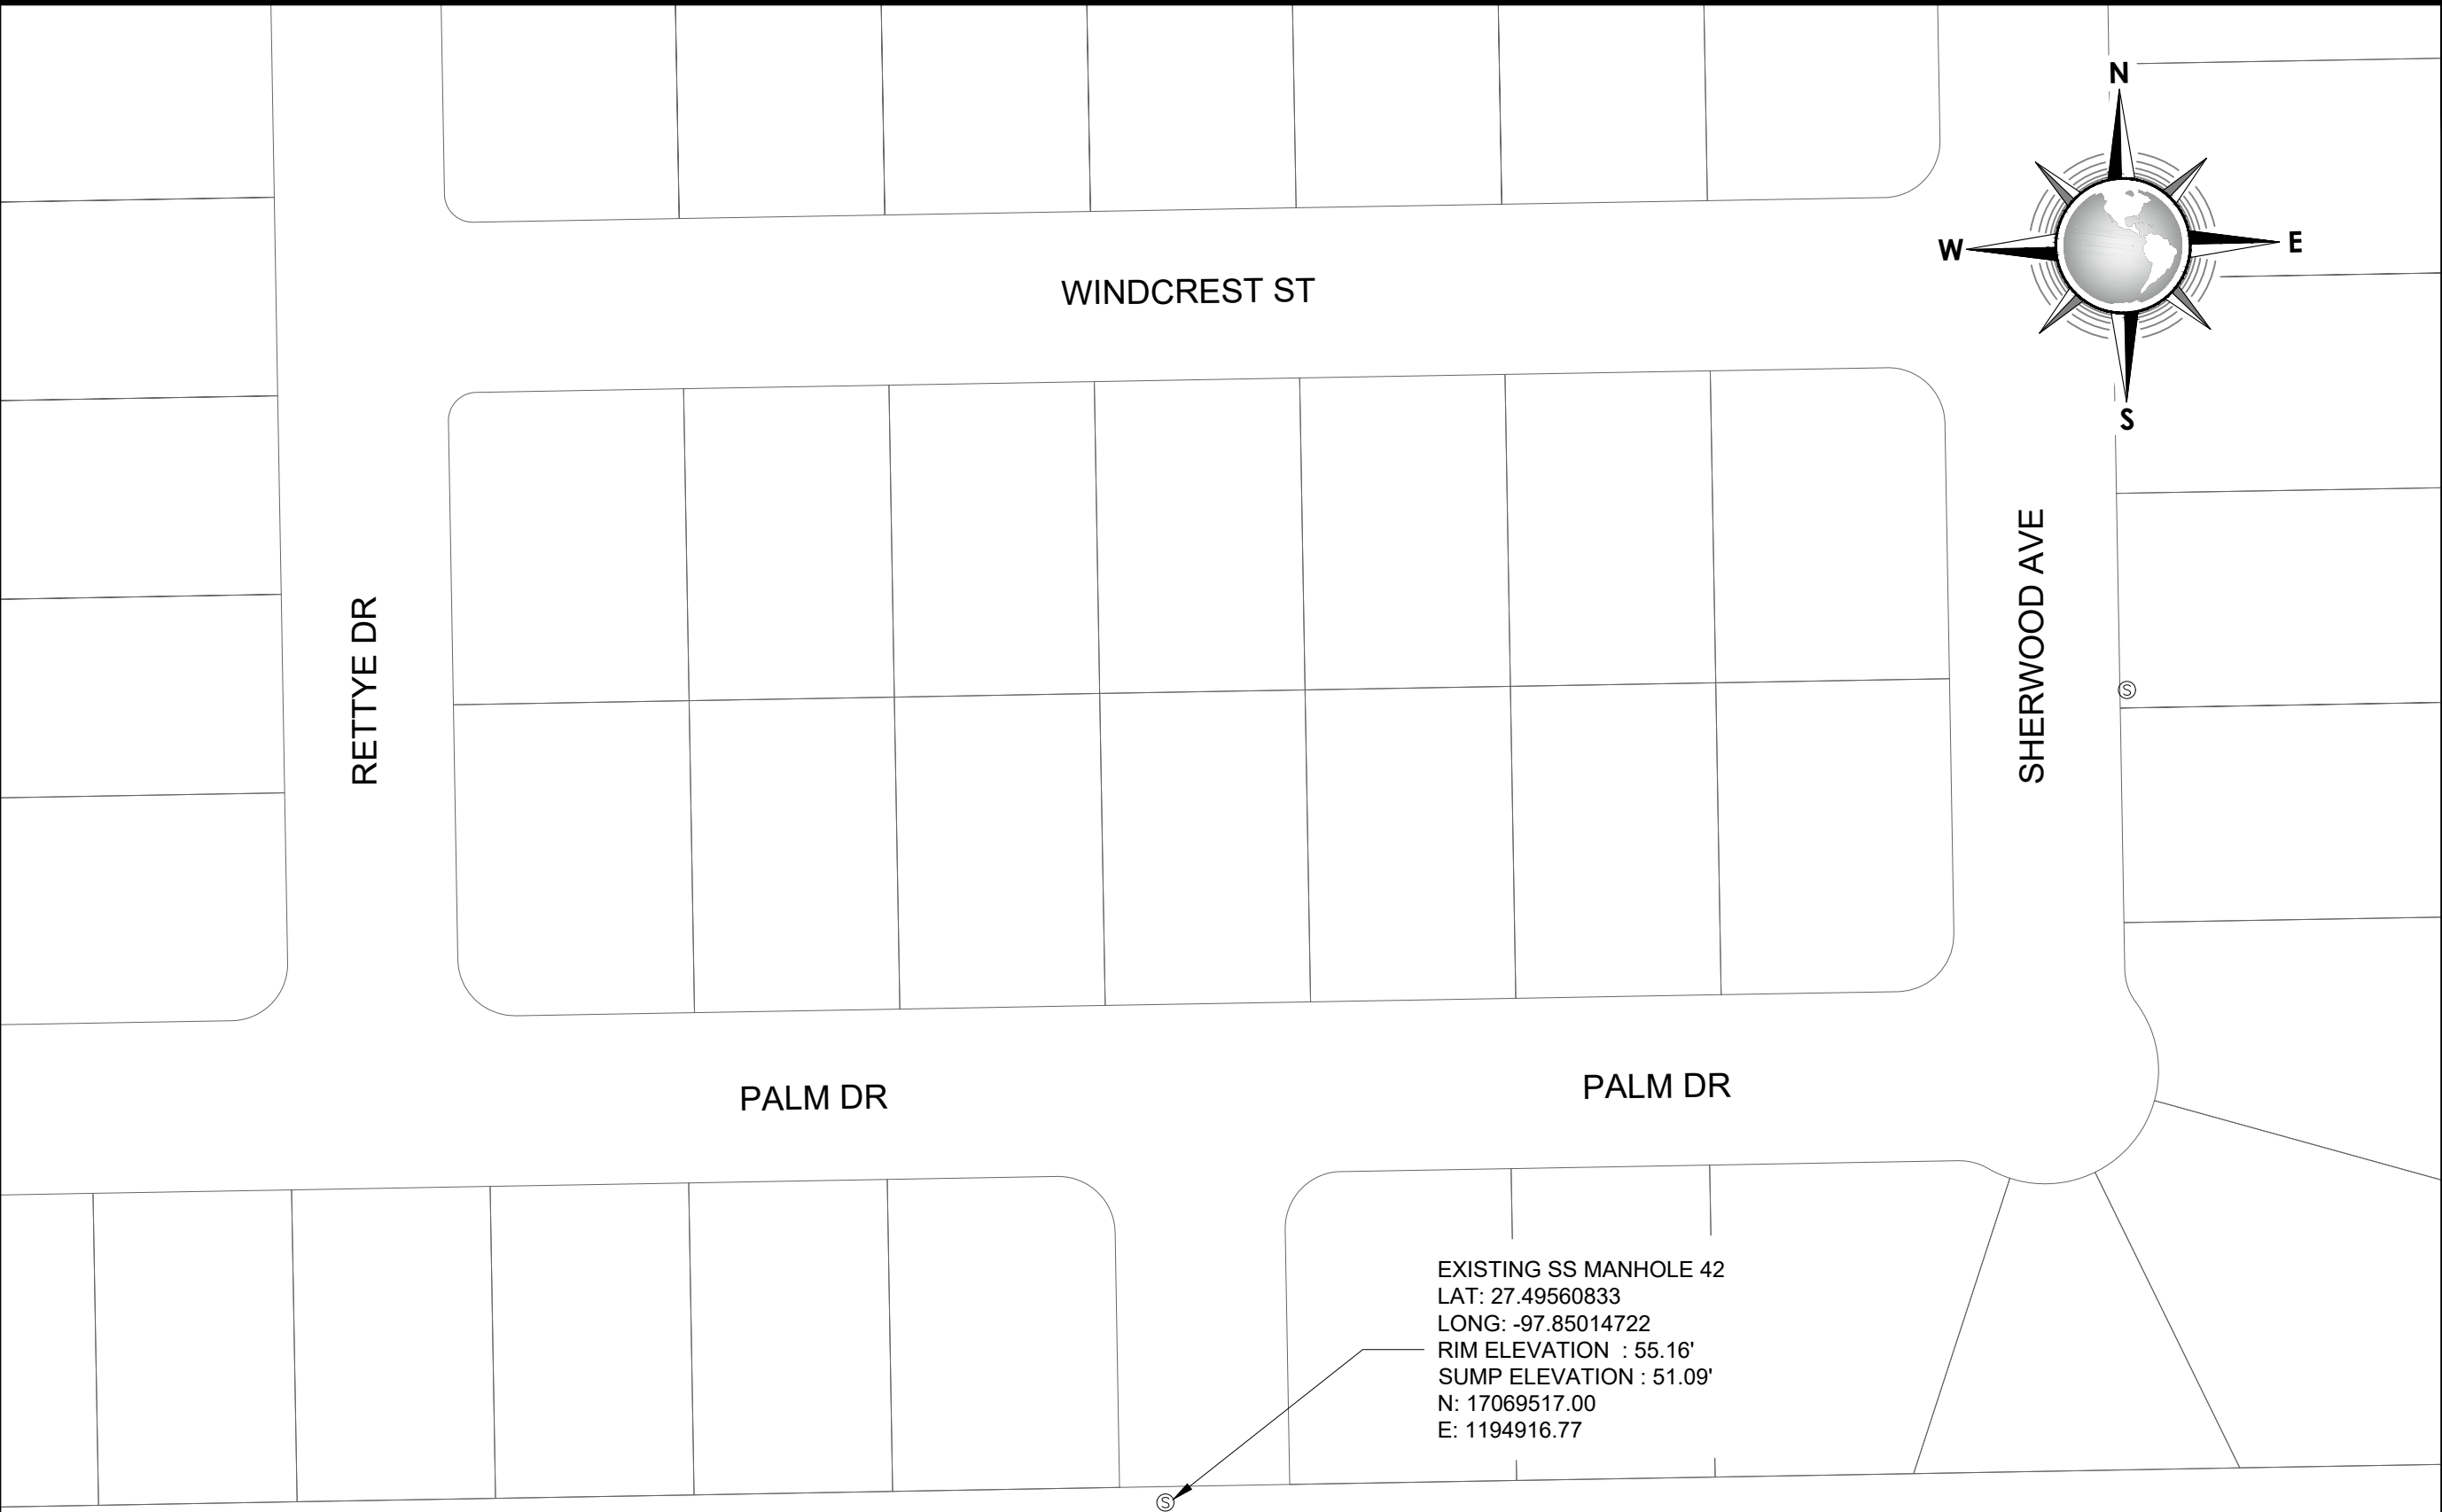 N
W
E
S
WINDCREST ST
RETTYE DR
SHERWOOD AVE
S
PALM DR
PALM DR
EXISTING SS MANHOLE 42
LAT: 27.49560833
LONG: -97.85014722
RIM ELEVATION : 55.16'
SUMP ELEVATION : 51.09'
N: 17069517.00
E: 1194916.77
S